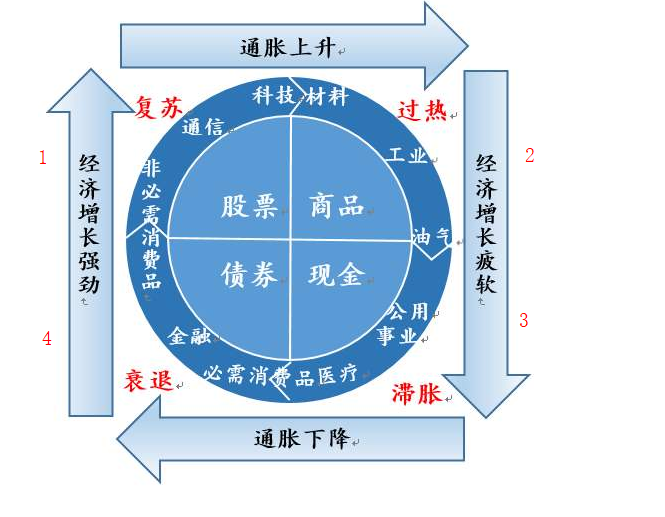 通胀上升
复苏
过热
科技
材料
通信
工业
1
2
经济增长强劲
非必需消费品
股票
商品
油气
经济增长疲软
债券
现金
4
3
金融
公用
事业
必需消费品
医疗
衰退
滞胀
通胀下降